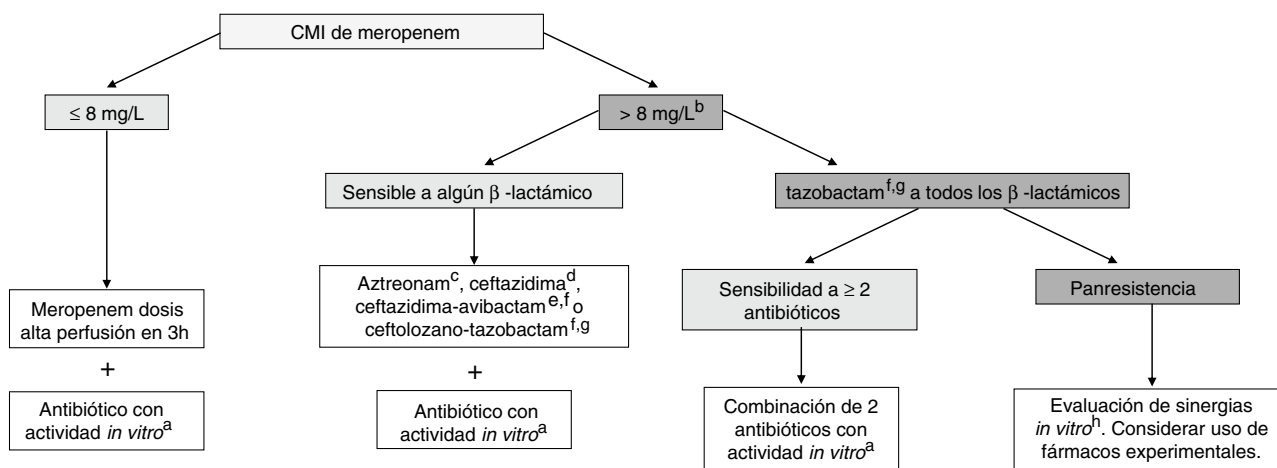 CMI de meropenem
≤ 8 mg/L
> 8 mg/L^b
Sensible a algún β -lactámico
tazobactam^f,g a todos los β -lactámicos
Meropenem dosis
alta perfusión en 3h
+
Antibiótico con
actividad in vitro^a
Aztreonam^c, ceftazidima^d,
ceftazidima-avibactam^e,f o
ceftolozano-tazobactam^f,g
+
Antibiótico con
actividad in vitro^a
Sensibilidad a ≥ 2
antibióticos
Combinación de 2
antibióticos con
actividad in vitro^a
Panresistencia
Evaluación de sinergias
in vitro^h. Considerar uso de
fármacos experimentales.